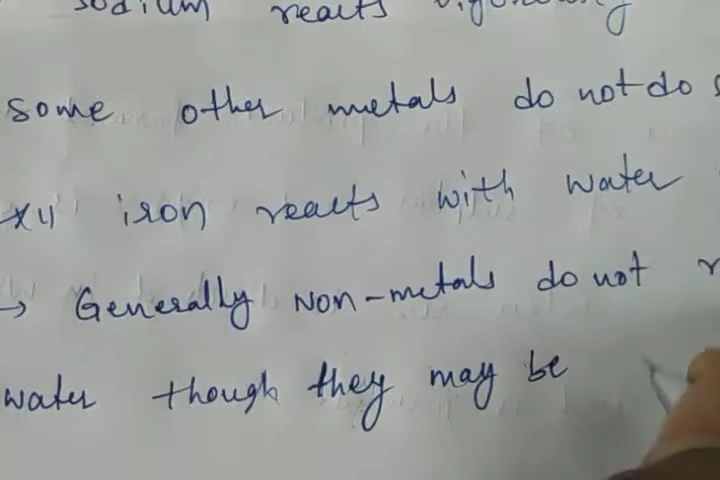 sodium reacts vigorously
some other metals do not do s
iron reacts with water
→ Generally Non-metals do not r
water though they may be